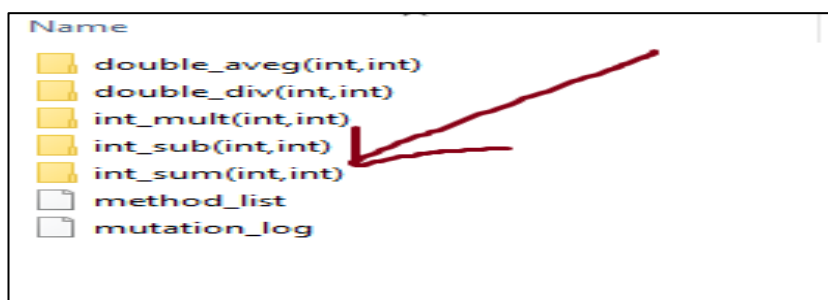 Name
double_aveg(int,int)
double_div(int,int)
int_mult(int,int)
int_sub(int,int)
int_sum(int,int)
method_list
mutation_log